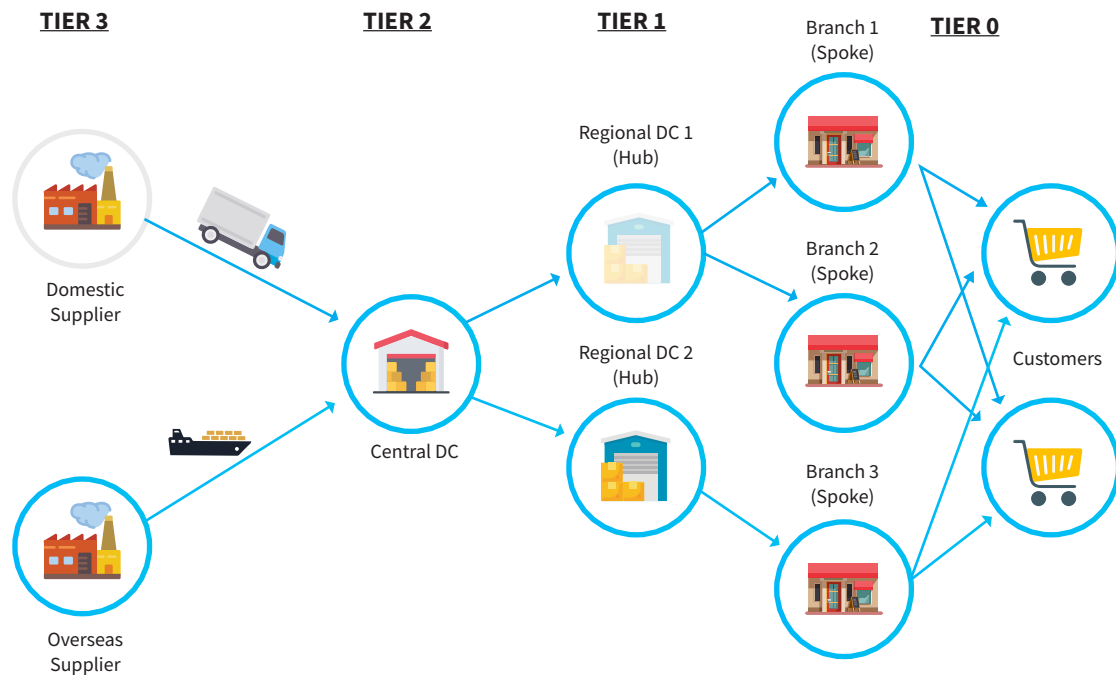 TIER 3
TIER 2
TIER 1
Branch 1
(Spoke)
TIER 0
Regional DC 1
(Hub)
Branch 2
(Spoke)
Domestic
Supplier
Regional DC 2
(Hub)
Customers
Central DC
Branch 3
(Spoke)
Overseas
Supplier